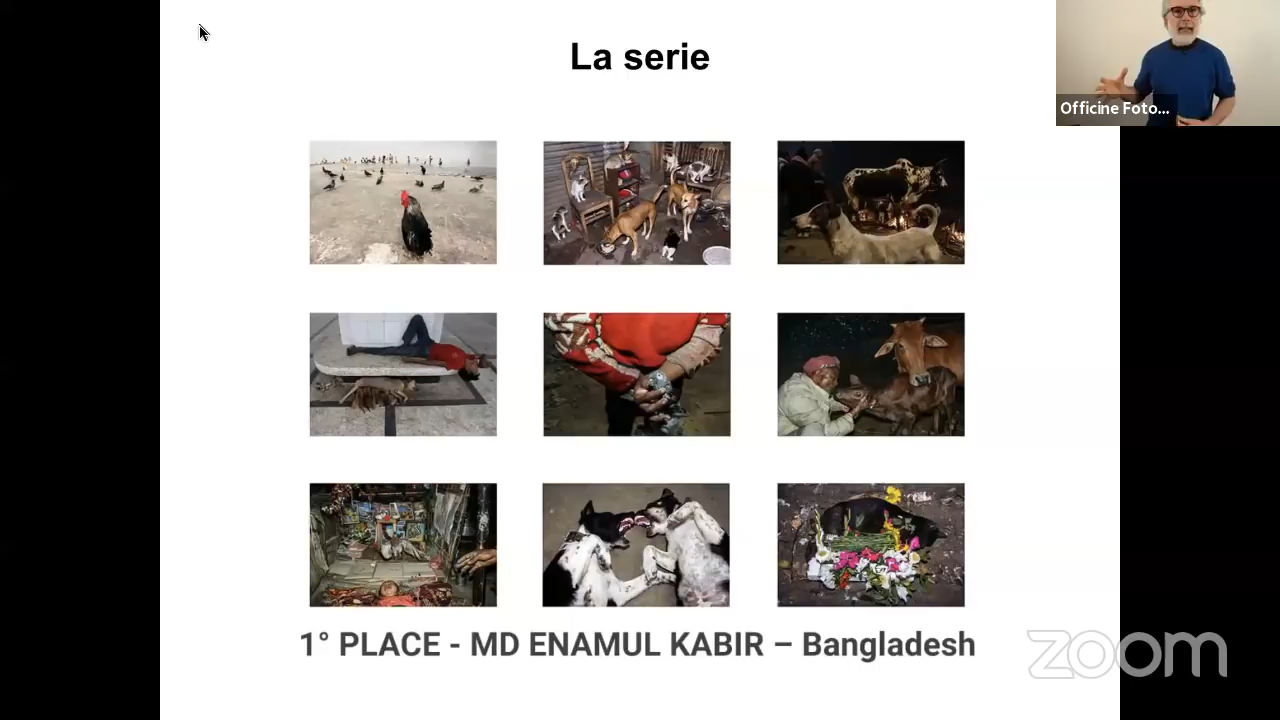 La serie
Officine Foto...
1° PLACE - MD ENAMUL KABIR – Bangladesh
zoom